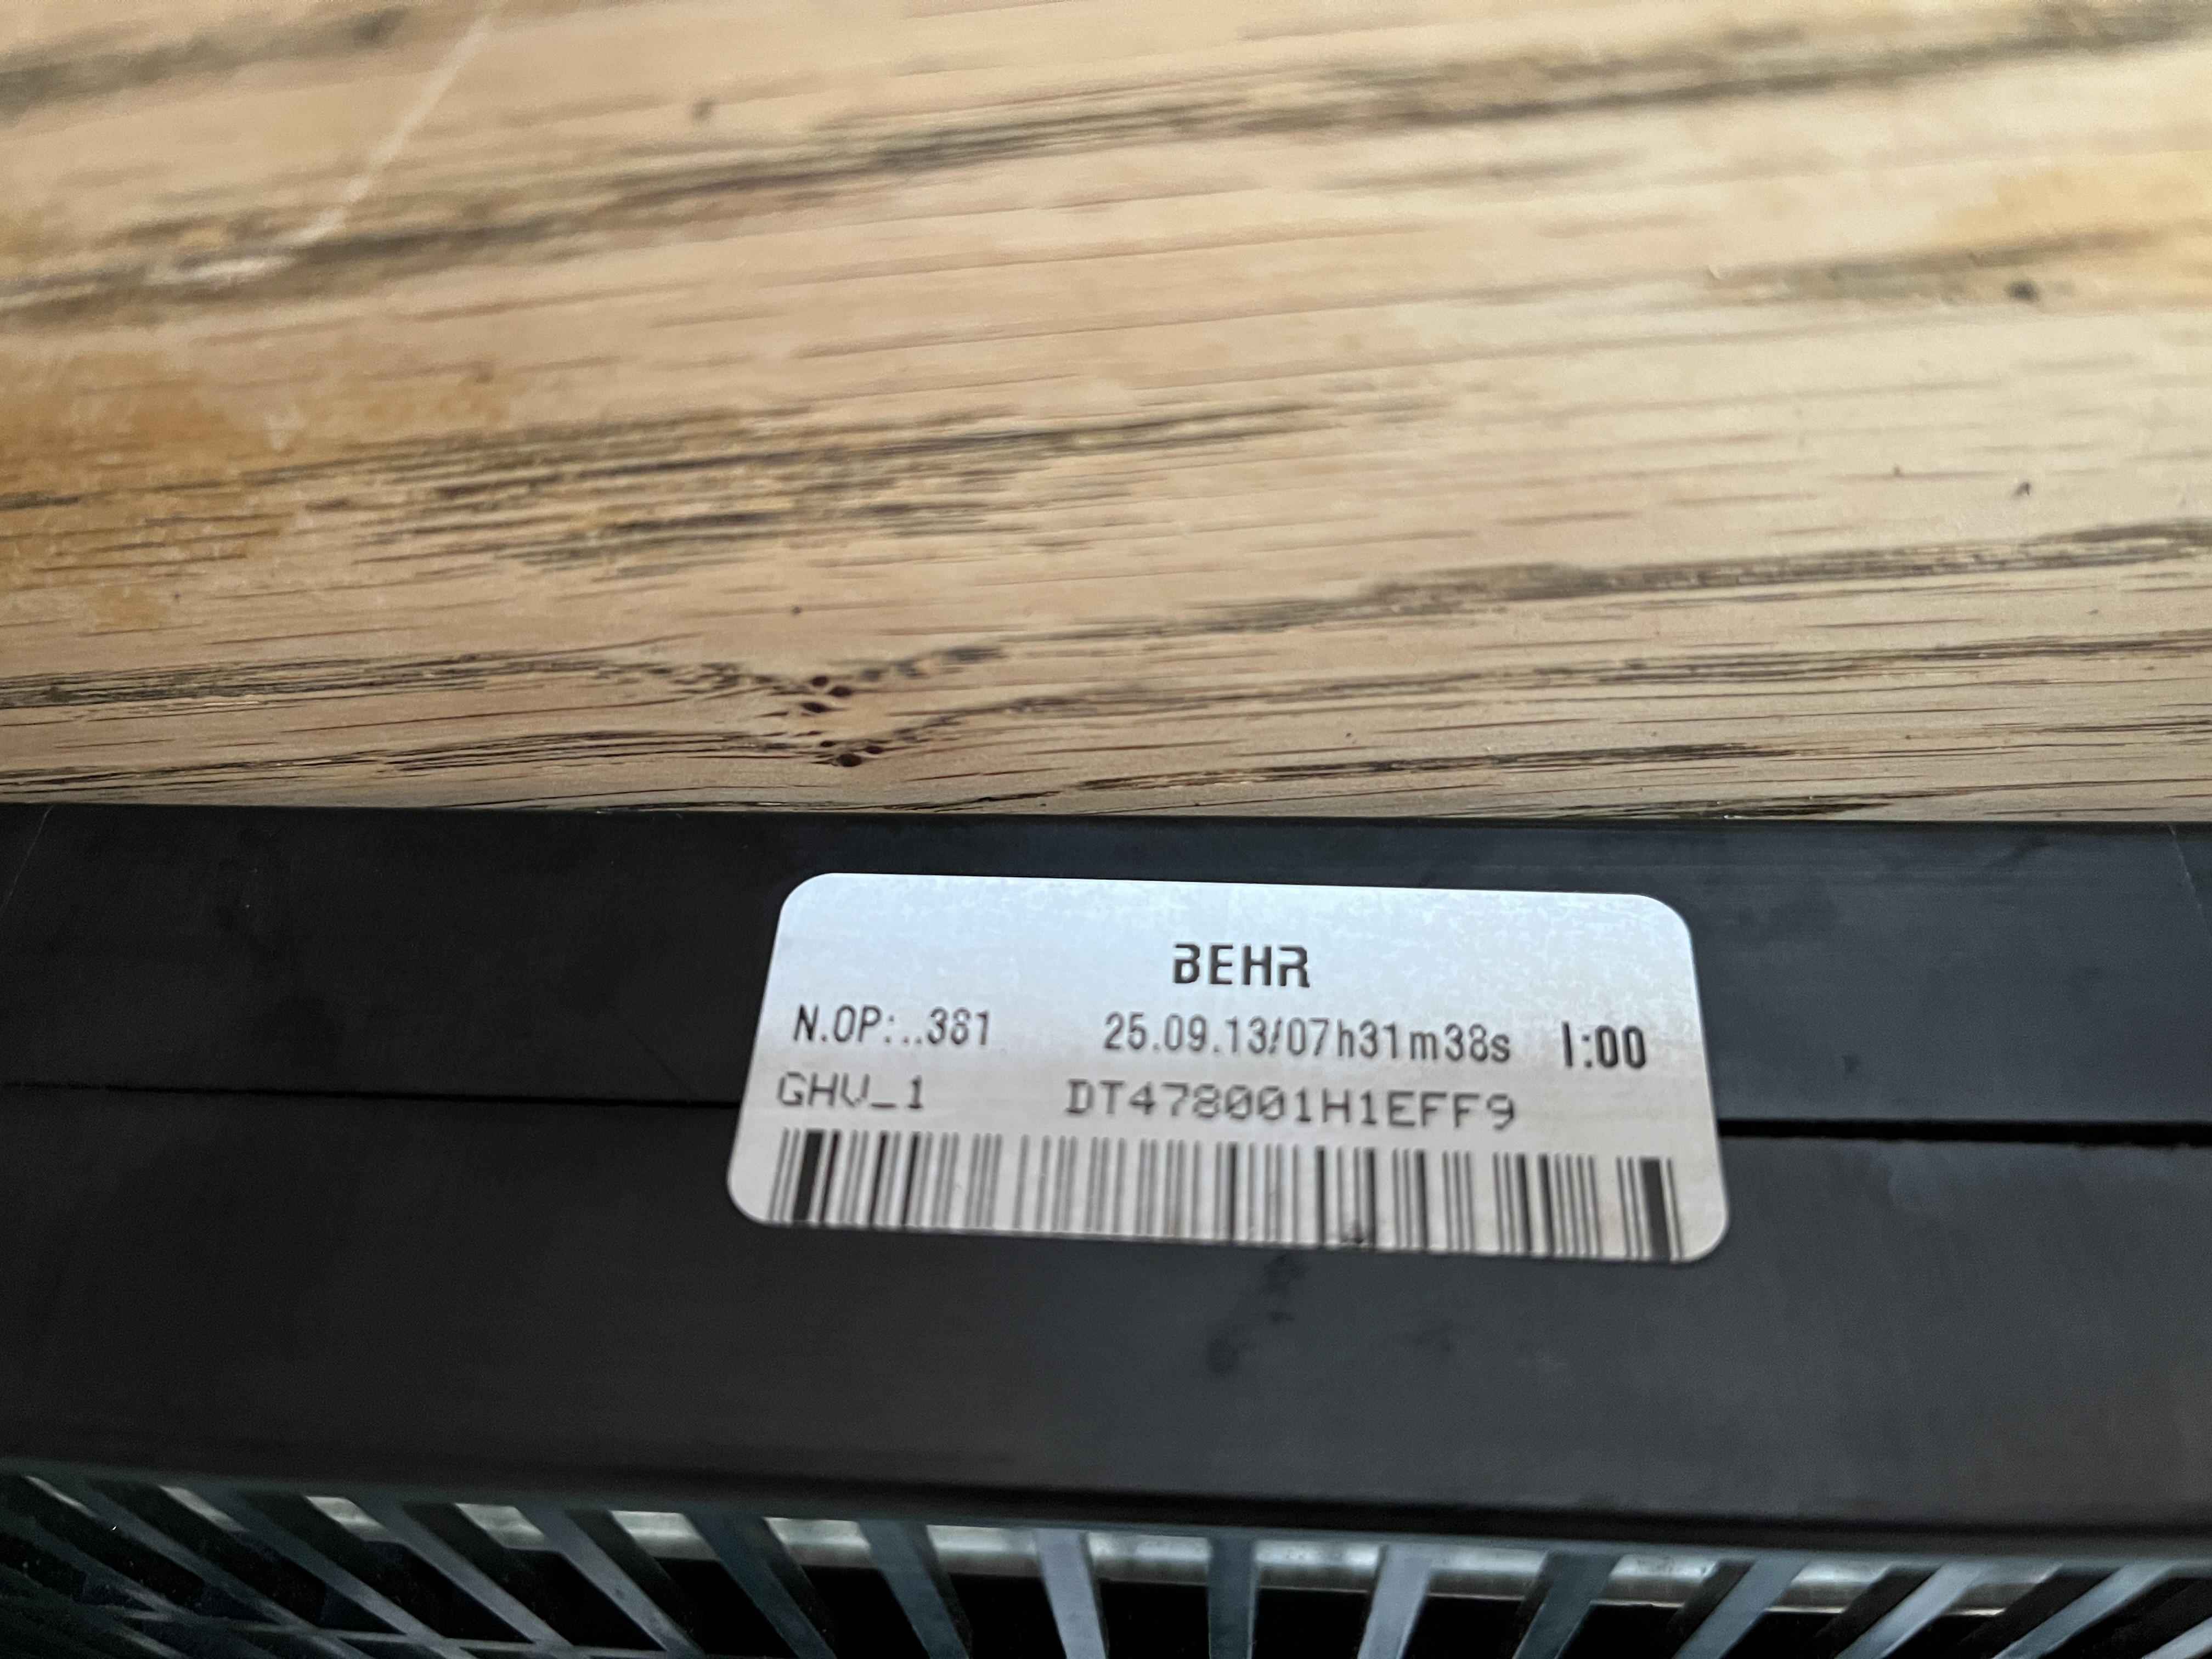 BEHR
N.OP:..381 25.09.13/07h31m38s I:00
GHV_1 DT478001H1EFF9